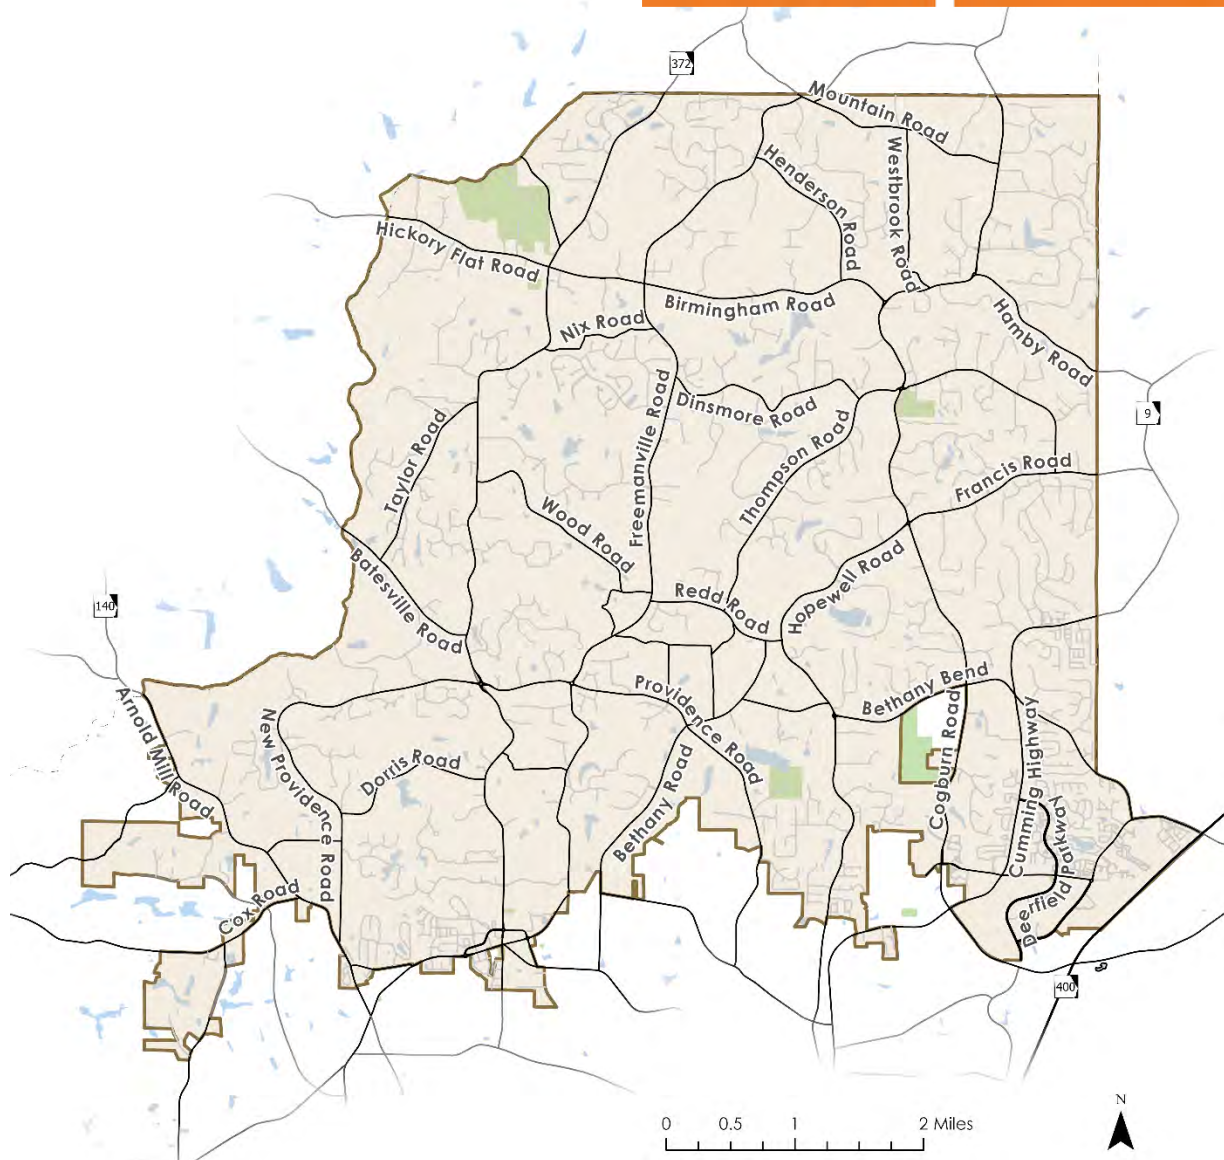 372
Mountain Road
Henderson Road
Westbrook Road
Hickory Flat Road
Birmingham Road
Nix Road
Hamby Road
Dinsmore Road
9
Taylor Road
Freemanville Road
Thompson Road
Francis Road
Wood Road
Batesville Road
Redd Road
Hopewell Road
140
Arnold Mill Road
Providence Road
Bethany Bend
New Providence Road
Dorris Road
Bethany Road
Cogburn Road
Cumming Highway
Deerfield Parkway
Cox Road
400
N
0 0.5 1 2 Miles